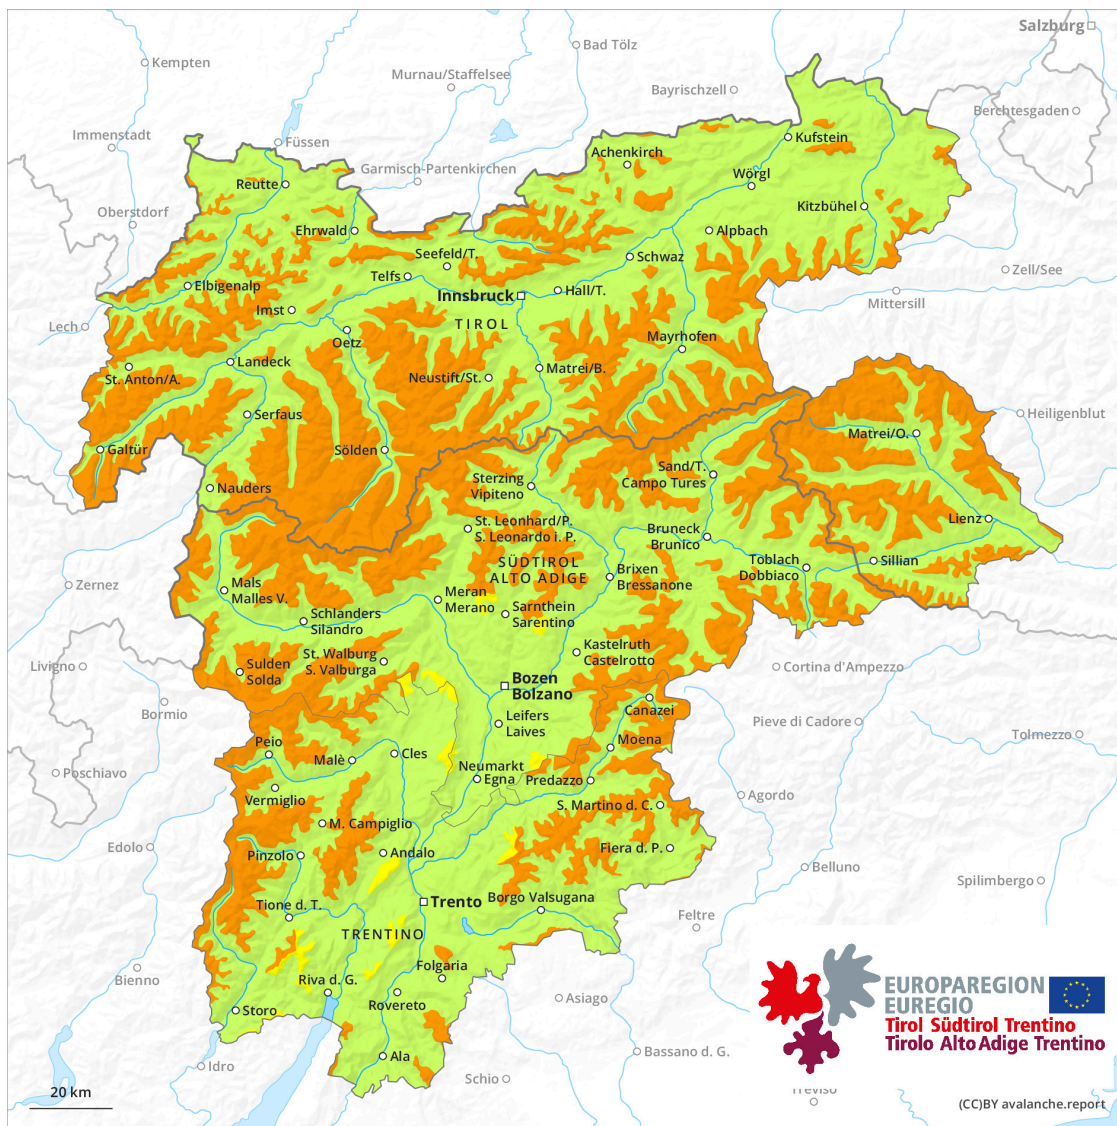 Salzburg
Bad Tölz
Kempten
Murnau/Staffelsee
Bayrischzell
Berchtesgaden
Immenstadt
Kufstein
Füssen
Achenkirch
Garmisch-Partenkirchen
Wörgl
Reutte
Kitzbühel
Oberstdorf
Ehrwald
Alpbach
Seefeld/T.
Schwaz
Zell/See
Telfs
Elbigenalp
Hall/T.
Innsbruck
Mittersill
Imst
TIROL
Lech
Oetz
Mayrhofen
Landeck
Matrei/B.
St. Anton/A.
Neustift/St.
Serfaus
Heiligenblut
Matrei/O.
Galtür
Sölden
Sand/T.
Campo Tures
Sterzing
Vipiteno
Nauders
Lienz
St. Leonhard/P.
S. Leonardo i. P.
Bruneck
Brunico
SÜDTIROL
ALTO ADIGE
Toblach
Dobbiaco
Sillian
Brixen
Bressanone
Zernez
Mals
Malles V.
Meran
Merano
Sarnthein
Sarentino
Schlanders
Silandro
Kastelruth
Castelrotto
St. Walburg
S. Valburga
Livigno
Sulden
Solda
Cortina d'Ampezzo
Bozen
Bolzano
Bormio
Canazei
Leifers
Laives
Pieve di Cadore
Tolmezzo
Moena
Peio
Cles
Malè
Neumarkt
Egna
Predazzo
Poschiavo
Vermiglio
Agordo
S. Martino d. C.
M. Campiglio
Edolo
Pinzolo
Andalo
Fiera d. P.
Belluno
Spilimbergo
Tione d. T.
Trento
Borgo Valsugana
Feltre
TRENTINO
Bienno
Folgaria
Riva d. G.
Rovereto
Asiago
Storo
EUROPAREGION
EUREGIO
Tirol Südtirol Trentino
Tirolo Alto Adige Trentino
Ala
Bassano d. G.
Idro
Schio
Treviso
20 km
(CC)BY avalanche.report